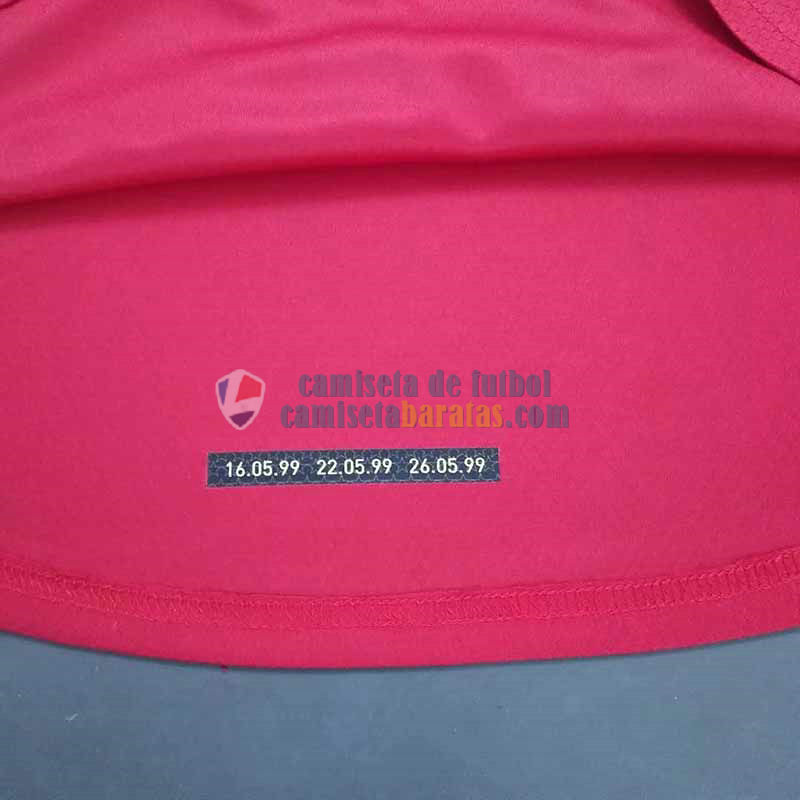 camiseta de futbol
camisetabaratas.com
16.05.99 22.05.99 26.05.99